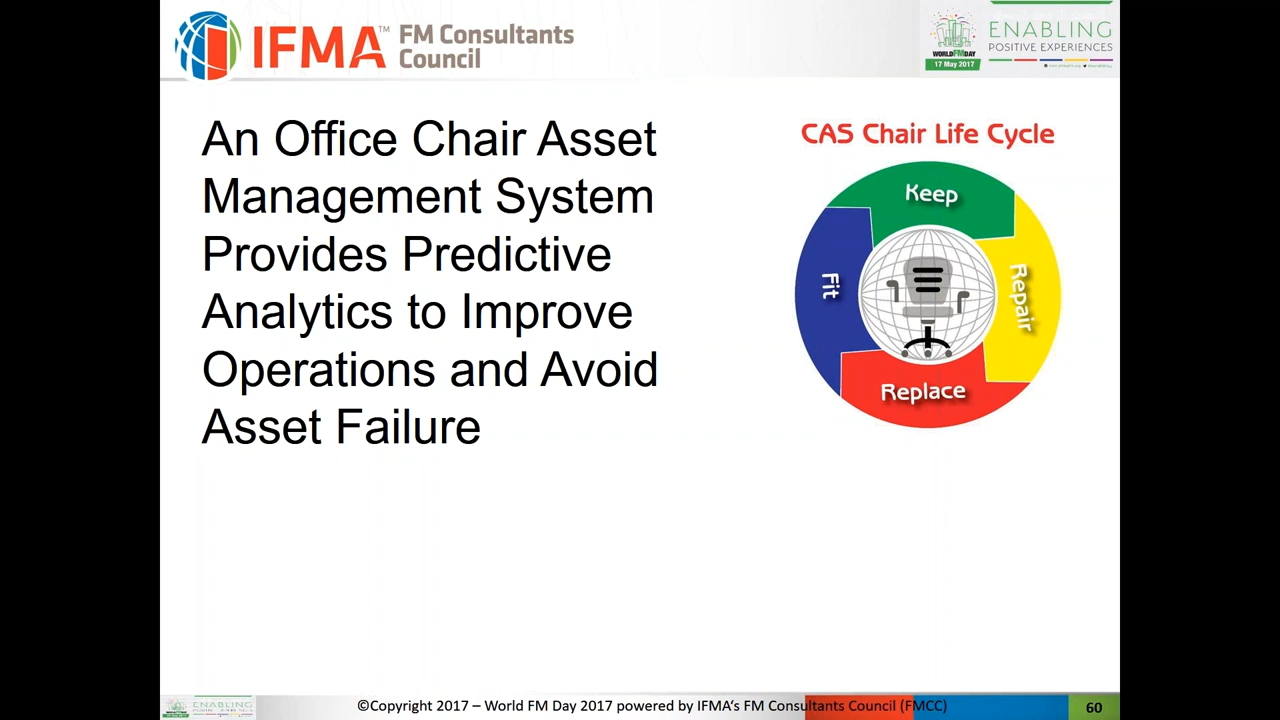 IFMA™ FM Consultants
Council
WORLD FM DAY
17 May 2017
ENABLING
POSITIVE EXPERIENCES
An Office Chair Asset
Management System
Provides Predictive
Analytics to Improve
Operations and Avoid
Asset Failure
CAS Chair Life Cycle
Keep
Repair
Replace
Fit
ENABLING
©Copyright 2017 – World FM Day 2017 powered by IFMA‘s FM Consultants Council (FMCC)
60